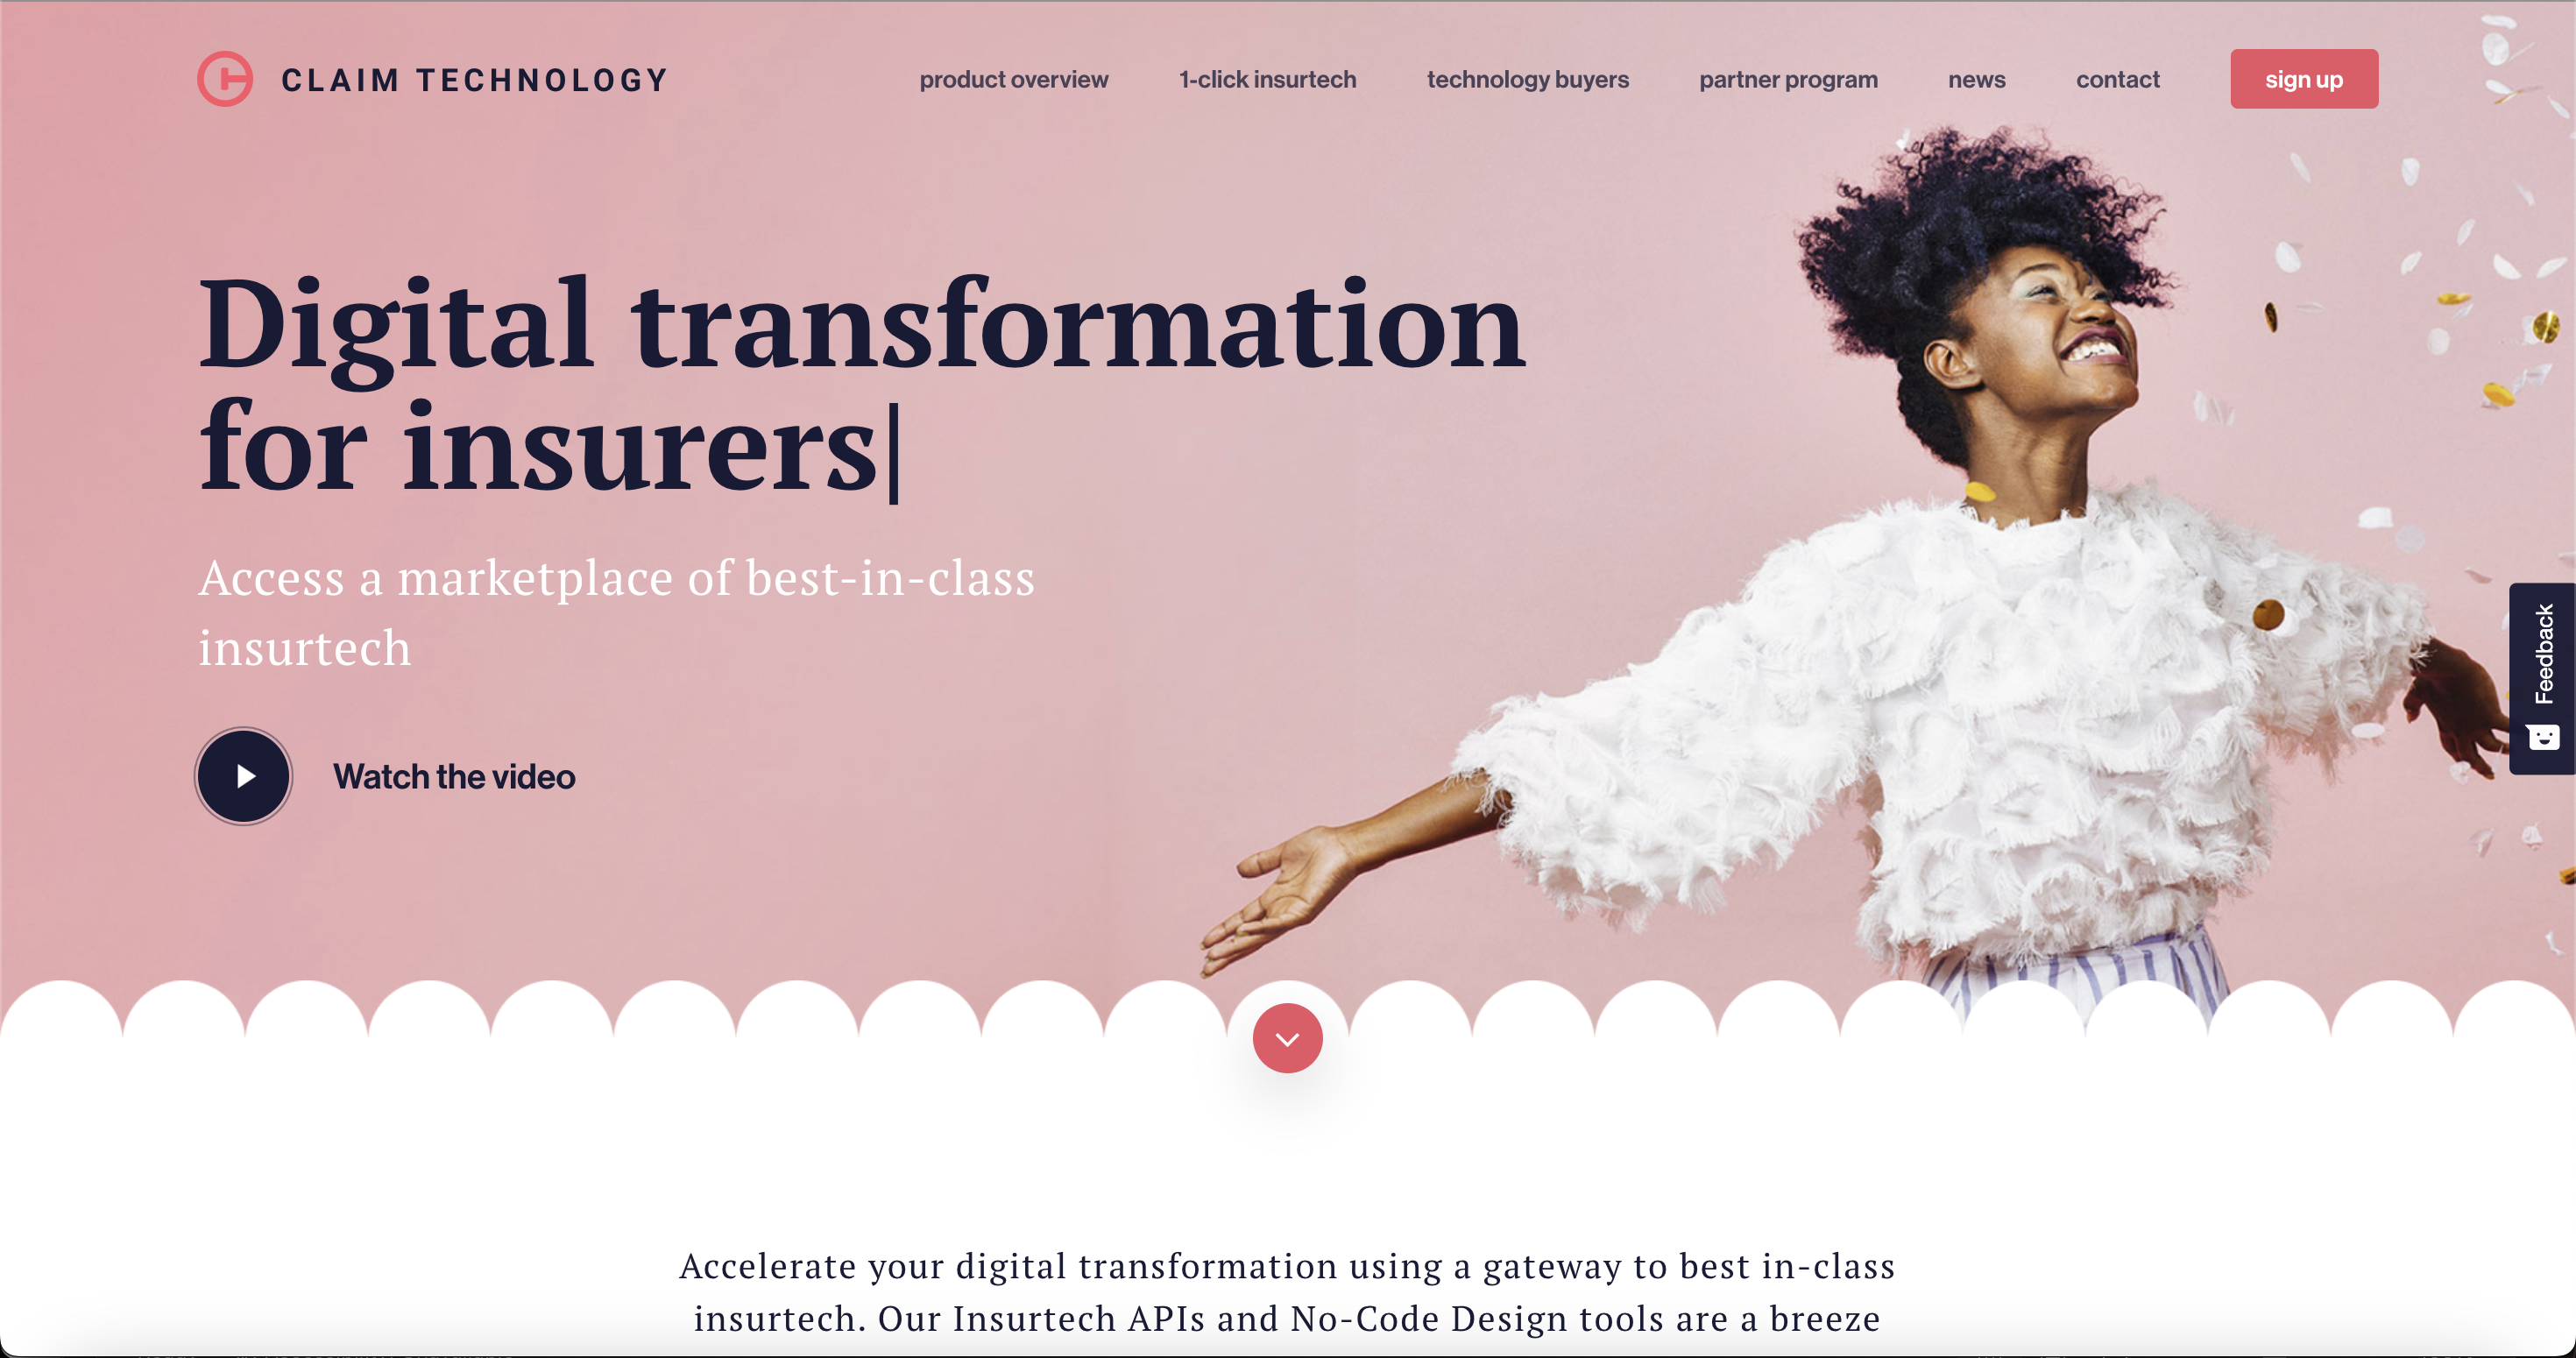 CLAIM TECHNOLOGY
product overview
1-click insurtech
technology buyers
partner program
news
contact
sign up
Digital transformation
for insurers
Access a marketplace of best-in-class
insurtech
Watch the video
Feedback
Accelerate your digital transformation using a gateway to best in-class
insurtech. Our Insurtech APIs and No-Code Design tools are a breeze